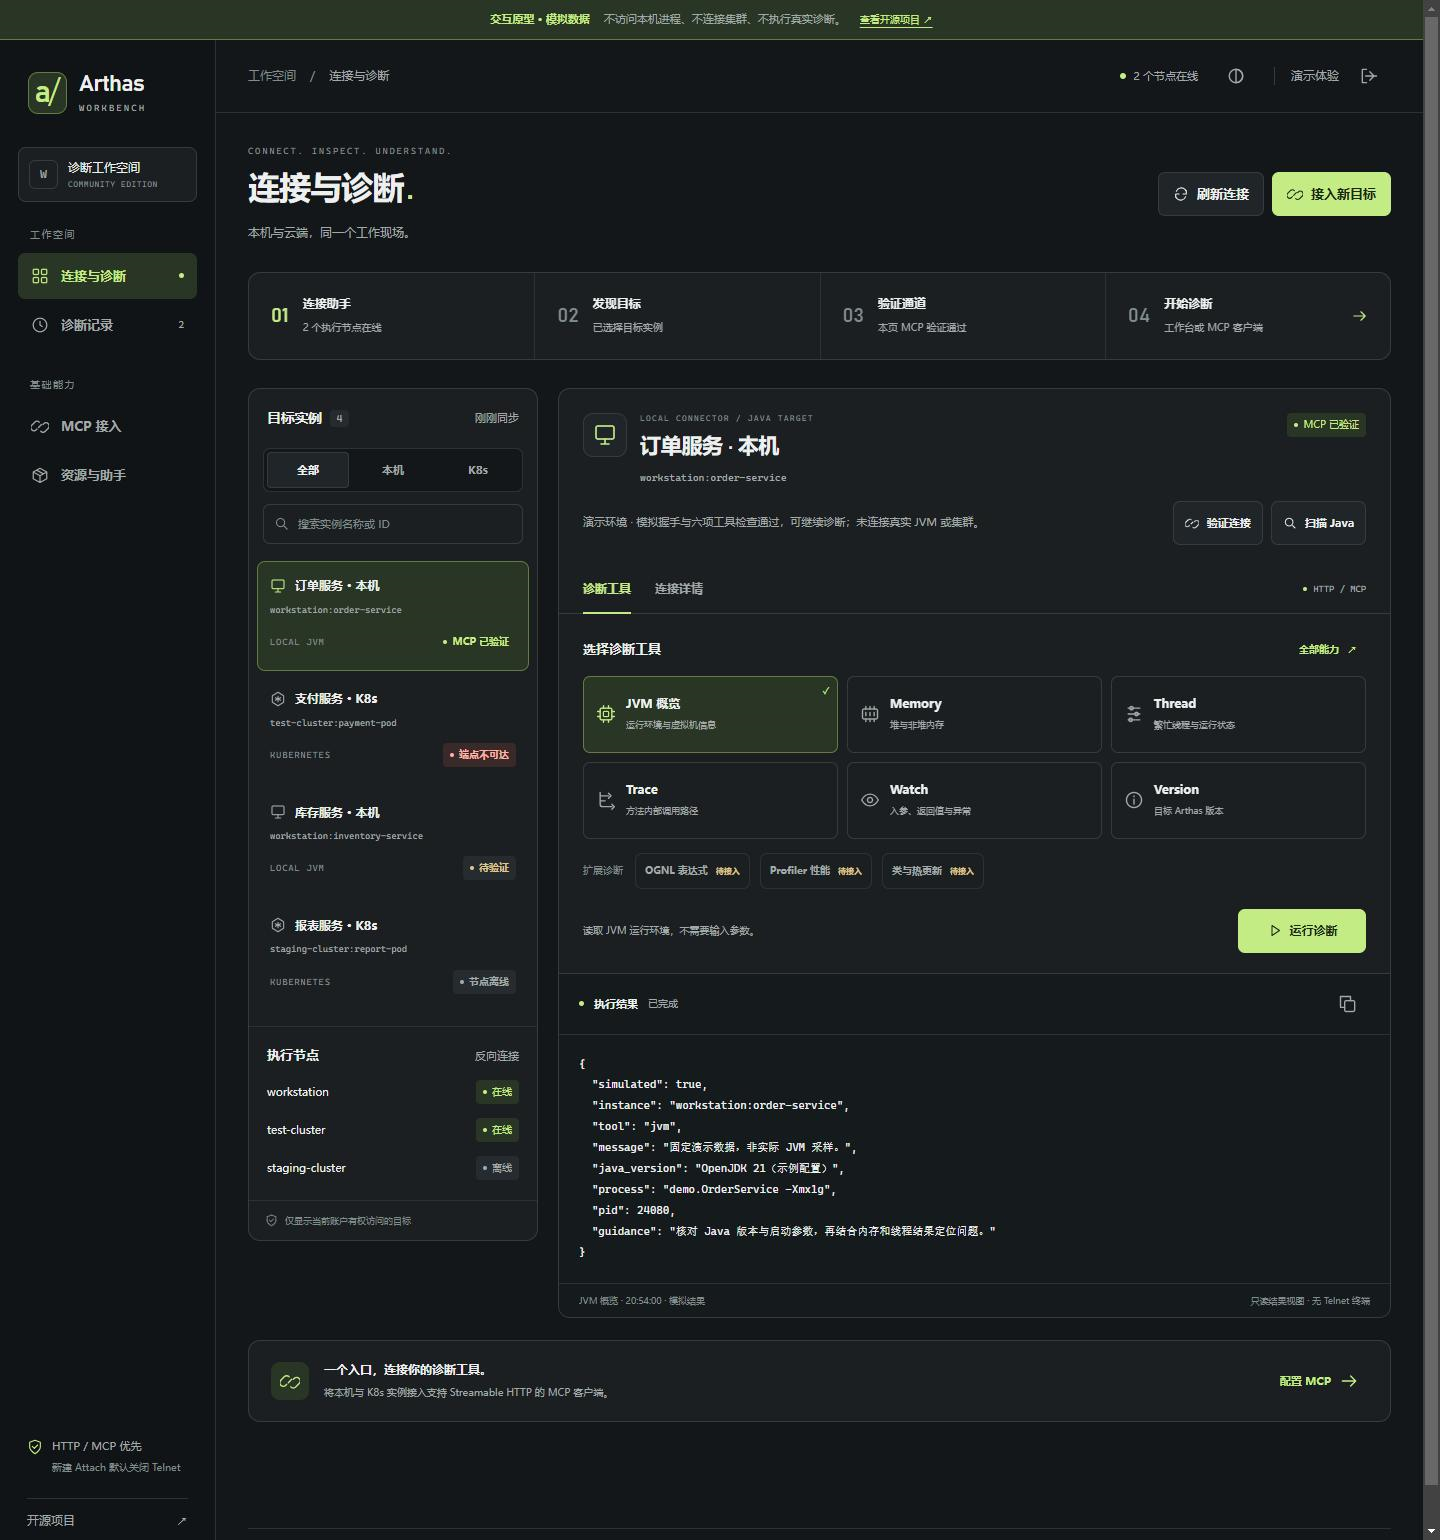 交互原型 • 模拟数据 不访问本机进程、不连接集群、不执行真实诊断。 查看开源项目 ↗
a/ Arthas
WORKBENCH
W 诊断工作空间
COMMUNITY EDITION
工作空间
连接与诊断
诊断记录 2
基础能力
MCP 接入
资源与助手
HTTP / MCP 优先
新建 Attach 默认关闭 Telnet
开源项目 ↗
工作空间 / 连接与诊断
2 个节点在线
演示体验
CONNECT. INSPECT. UNDERSTAND.
连接与诊断.
本机与云端，同一个工作现场。
刷新连接
接入新目标
01 连接助手
2 个执行节点在线
02 发现目标
已选择目标实例
03 验证通道
本页 MCP 验证通过
04 开始诊断
工作台或 MCP 客户端 →
目标实例 4 刚刚同步
全部 本机 K8s
搜索实例名称或 ID
订单服务 • 本机
workstation:order-service
LOCAL JVM • MCP 已验证
支付服务 • K8s
test-cluster:payment-pod
KUBERNETES • 端点不可达
库存服务 • 本机
workstation:inventory-service
LOCAL JVM • 待验证
报表服务 • K8s
staging-cluster:report-pod
KUBERNETES • 节点离线
执行节点 反向连接
workstation • 在线
test-cluster • 在线
staging-cluster • 离线
仅显示当前账户有权访问的目标
LOCAL CONNECTOR / JAVA TARGET
订单服务 · 本机
workstation:order-service
• MCP 已验证
演示环境 · 模拟握手与六项工具检查通过，可继续诊断；未连接真实 JVM 或集群。
验证连接
扫描 Java
诊断工具 连接详情 • HTTP / MCP
选择诊断工具 全部能力 ↗
JVM 概览 ✓
运行环境与虚拟机信息
Memory
堆与非堆内存
Thread
繁忙线程与运行状态
Trace
方法内部调用路径
Watch
入参、返回值与异常
Version
目标 Arthas 版本
扩展诊断 OGNL 表达式 待接入 Profiler 性能 待接入 类与热更新 待接入
读取 JVM 运行环境，不需要输入参数。
运行诊断
• 执行结果 已完成
{
"simulated": true,
"instance": "workstation:order-service",
"tool": "jvm",
"message": "固定演示数据，非实际 JVM 采样。",
"java_version": "OpenJDK 21（示例配置）",
"process": "demo.OrderService -Xmx1g",
"pid": 24080,
"guidance": "核对 Java 版本与启动参数，再结合内存和线程结果定位问题。"
}
JVM 概览 · 20:54:00 · 模拟结果 只读结果视图 · 无 Telnet 终端
一个入口，连接你的诊断工具。
将本机与 K8s 实例接入支持 Streamable HTTP 的 MCP 客户端。
配置 MCP →